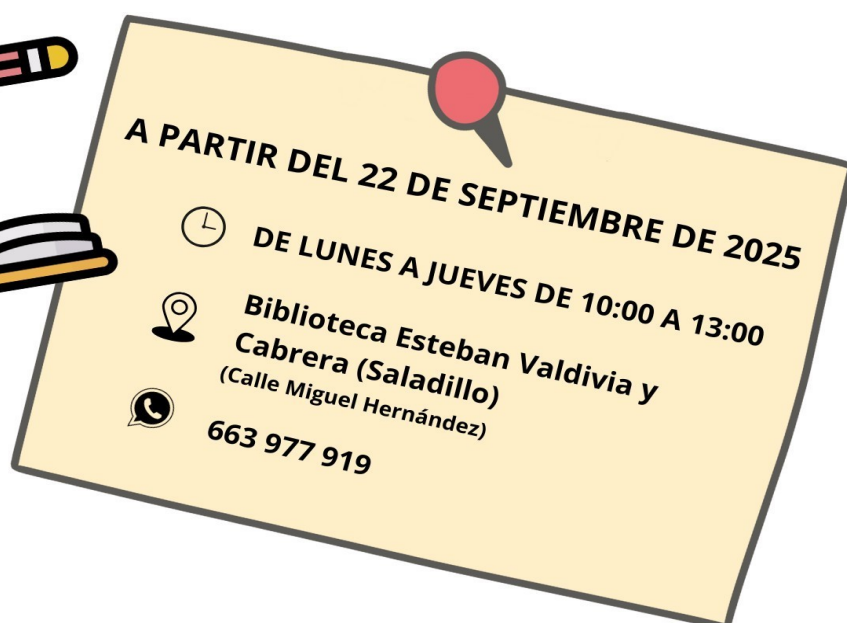 A PARTIR DEL 22 DE SEPTIEMBRE DE 2025
DE LUNES A JUEVES DE 10:00 A 13:00
Biblioteca Esteban Valdivia y
Cabrera (Saladillo)
(Calle Miguel Hernández)
663 977 919